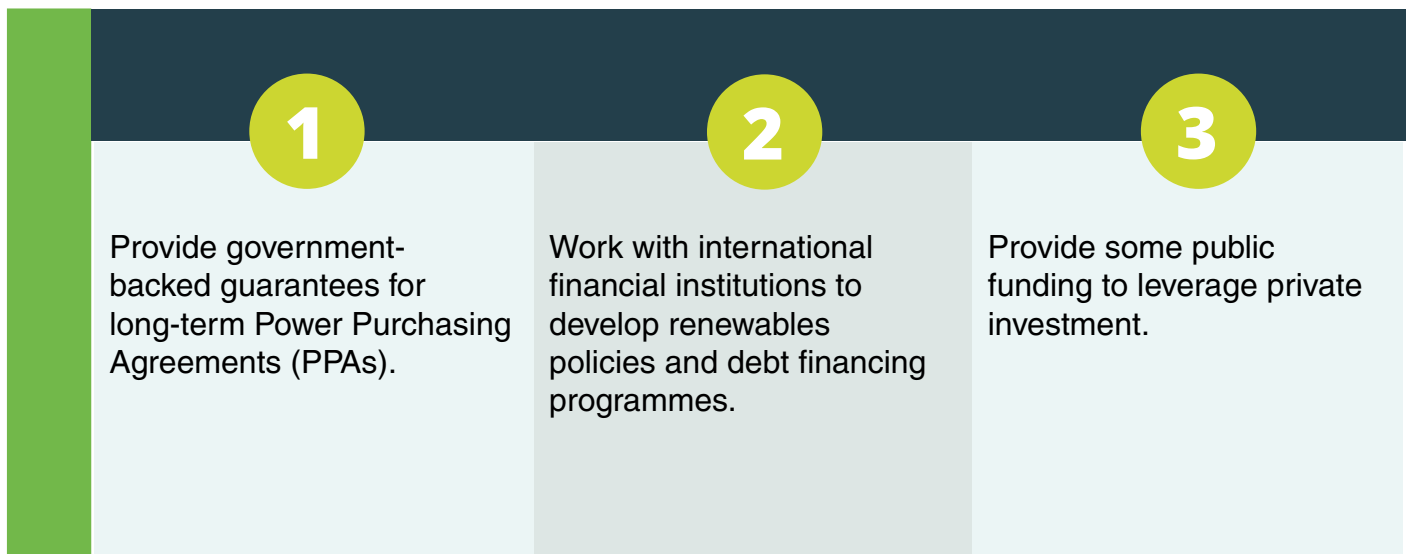 1
Provide government-
backed guarantees for
long-term Power Purchasing
Agreements (PPAs).
2
Work with international
financial institutions to
develop renewables
policies and debt financing
programmes.
3
Provide some public
funding to leverage private
investment.